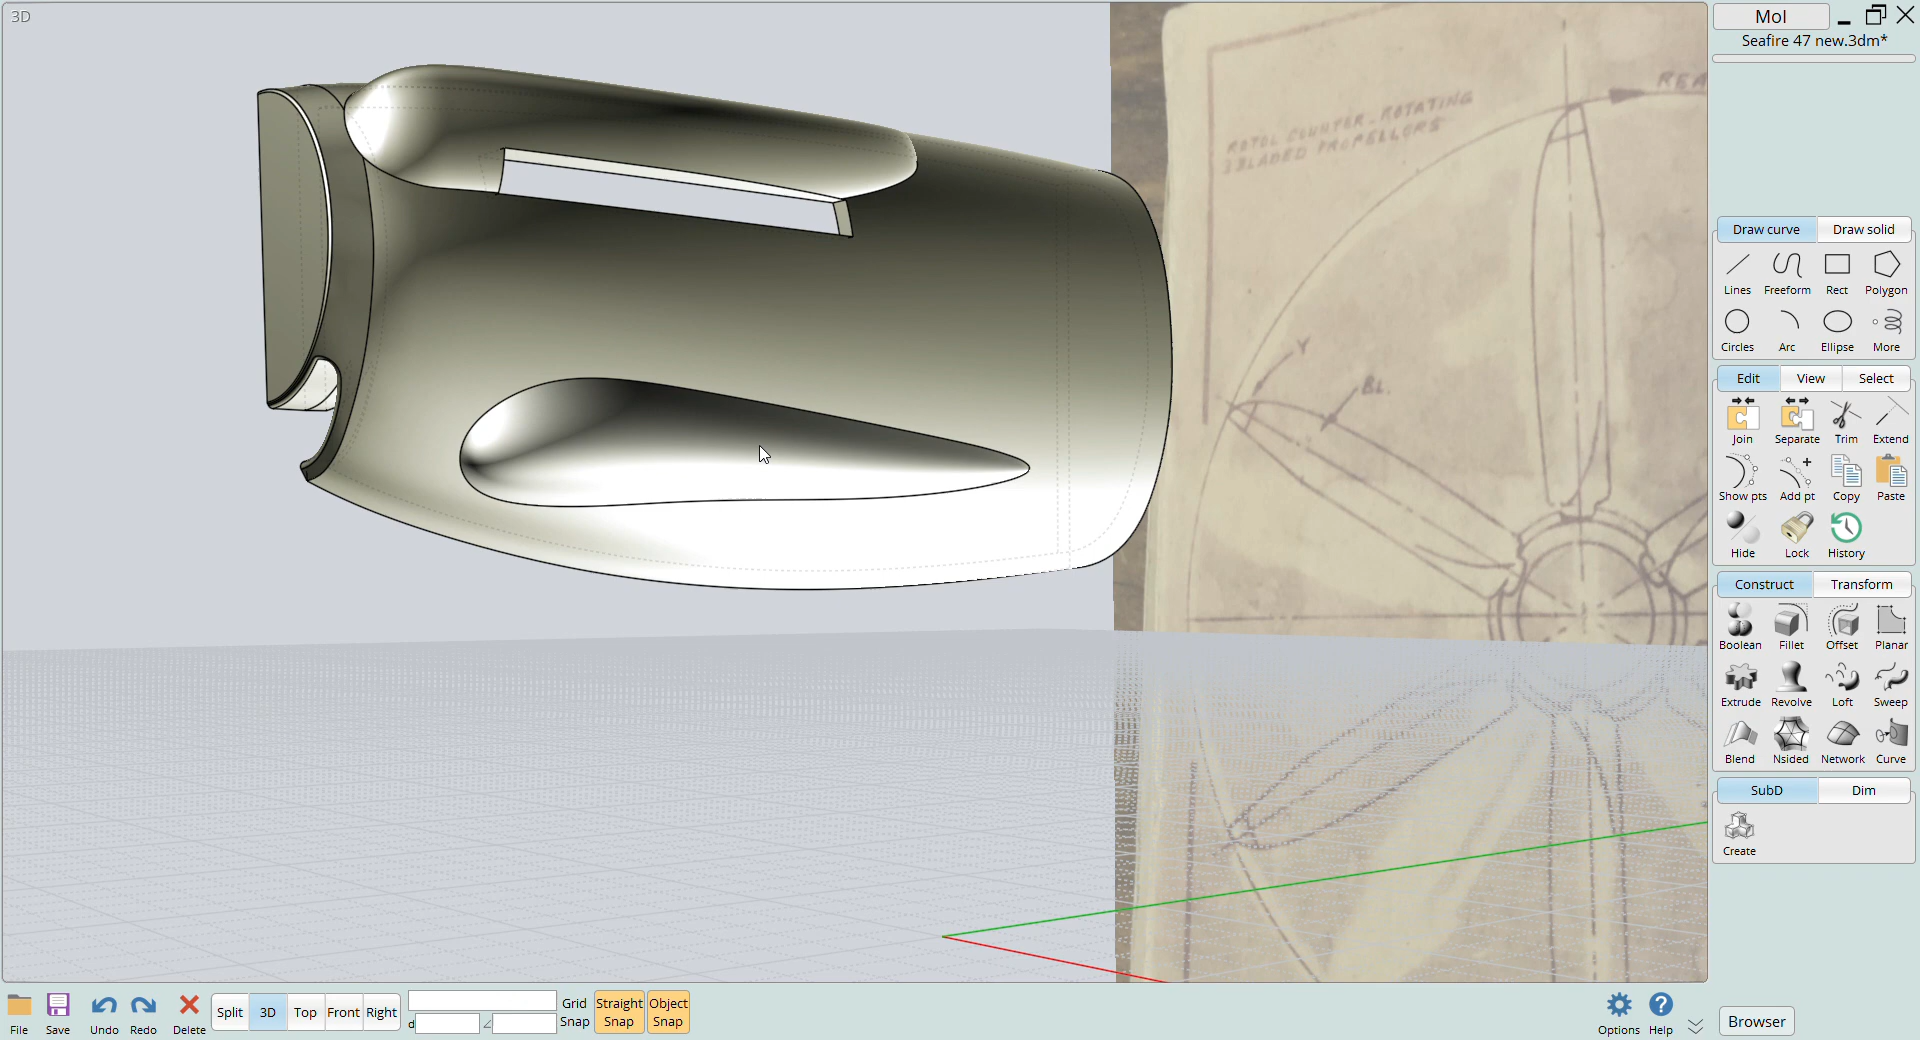 3D
MoI
Seafire 47 new.3dm*
ROTOL COUNTER-ROTATING
3 BLADED PROPELLORS
REA
Y
BL.
Draw curve Draw solid
Lines Freeform Rect Polygon
Circles Arc Ellipse More
Edit View Select
Join Separate Trim Extend
Show pts Add pt Copy Paste
Hide Lock History
Construct Transform
Boolean Fillet Offset Planar
Extrude Revolve Loft Sweep
Blend Nsided Network Curve
SubD Dim
Create
File Save Undo Redo Delete Split 3D Top Front Right
d
Grid Snap
Straight Snap
Object Snap
Options Help Browser